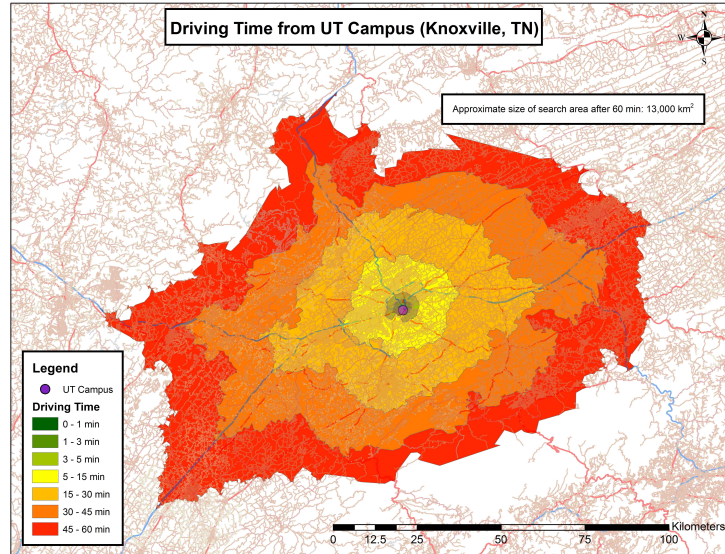 Driving Time from UT Campus (Knoxville, TN)
N
W
S
Approximate size of search area after 60 min: 13,000 km²
Legend
UT Campus
Driving Time
0 - 1 min
1 - 3 min
3 - 5 min
5 - 15 min
15 - 30 min
30 - 45 min
45 - 60 min
Kilometers
0 12.5 25 50 75 100